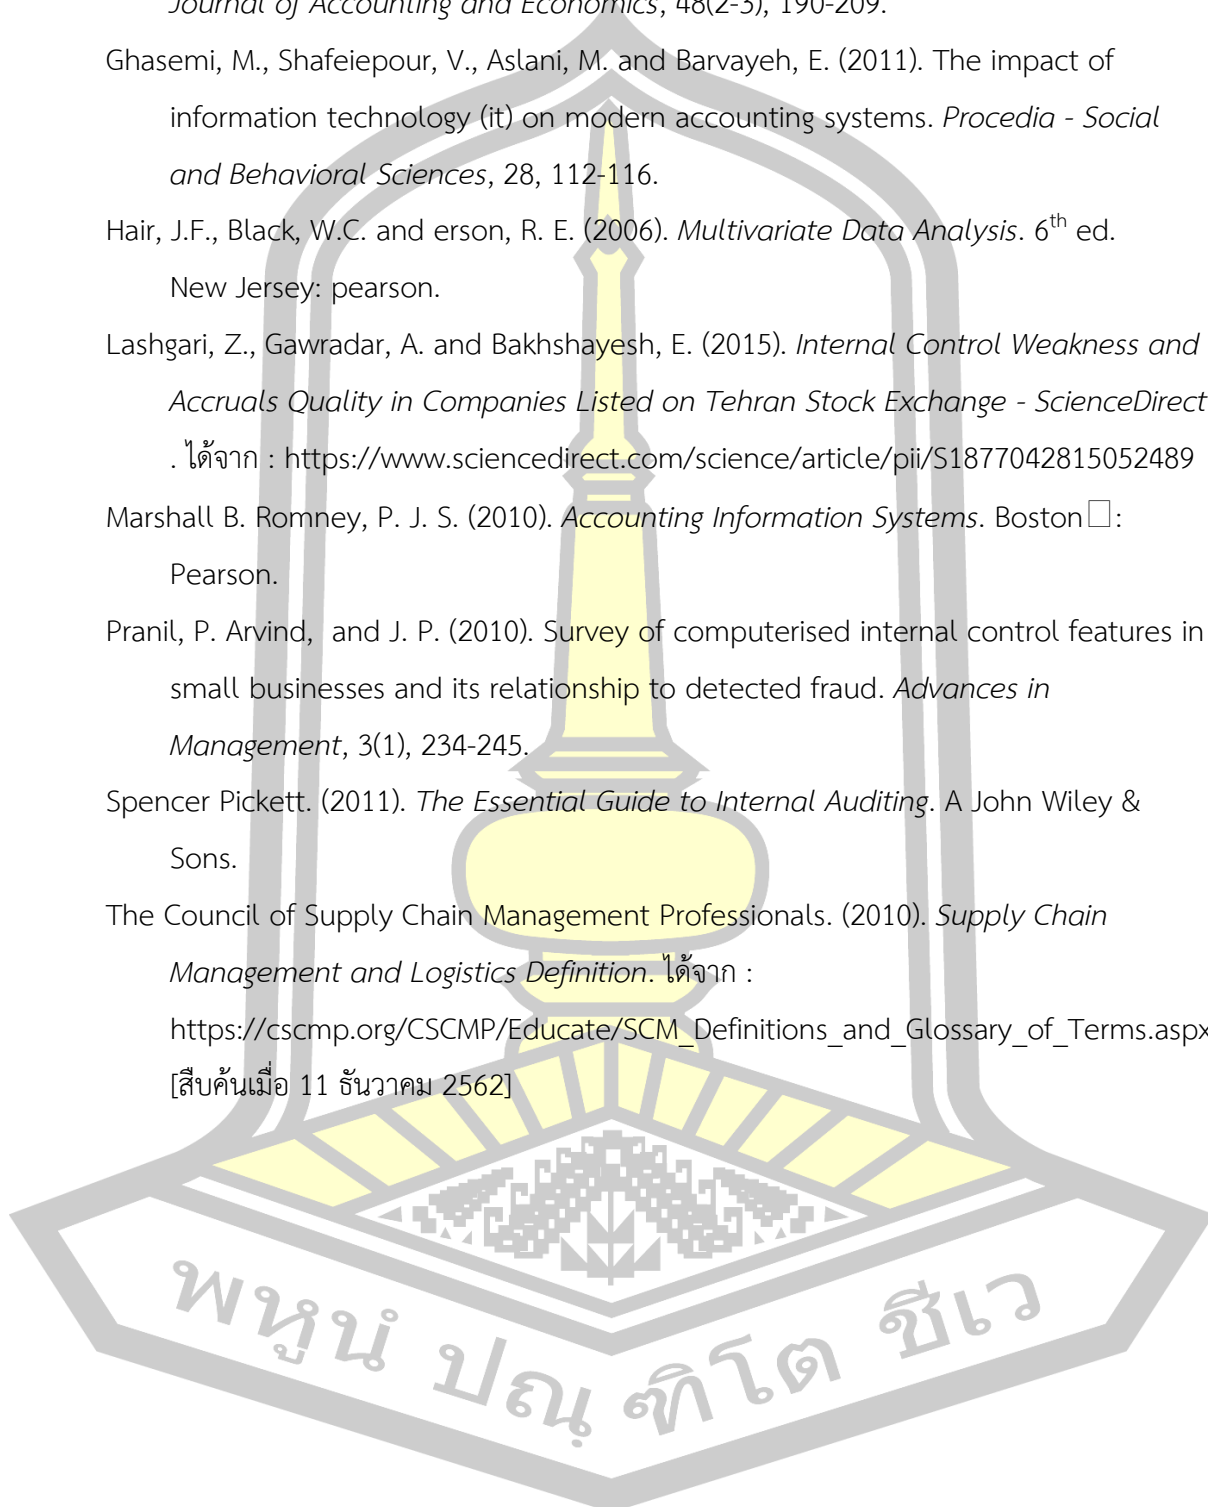 Journal of Accounting and Economics, 48(2-3), 190-209.
Ghasemi, M., Shafeiepour, V., Aslani, M. and Barvayeh, E. (2011). The impact of
information technology (it) on modern accounting systems. Procedia - Social
and Behavioral Sciences, 28, 112-116.
Hair, J.F., Black, W.C. and erson, R. E. (2006). Multivariate Data Analysis. 6th ed.
New Jersey: pearson.
Lashgari, Z., Gawradar, A. and Bakhshayesh, E. (2015). Internal Control Weakness and
Accruals Quality in Companies Listed on Tehran Stock Exchange - ScienceDirect
. ได้จาก : https://www.sciencedirect.com/science/article/pii/S1877042815052489
Marshall B. Romney, P. J. S. (2010). Accounting Information Systems. Boston□:
Pearson.
Pranil, P. Arvind, and J. P. (2010). Survey of computerised internal control features in
small businesses and its relationship to detected fraud. Advances in
Management, 3(1), 234-245.
Spencer Pickett. (2011). The Essential Guide to Internal Auditing. A John Wiley &
Sons.
The Council of Supply Chain Management Professionals. (2010). Supply Chain
Management and Logistics Definition. ได้จาก :
https://cscmp.org/CSCMP/Educate/SCM_Definitions_and_Glossary_of_Terms.aspx
[สืบค้นเมื่อ 11 ธันวาคม 2562]
พหูนํ ปณฺฑิโต ชีเว